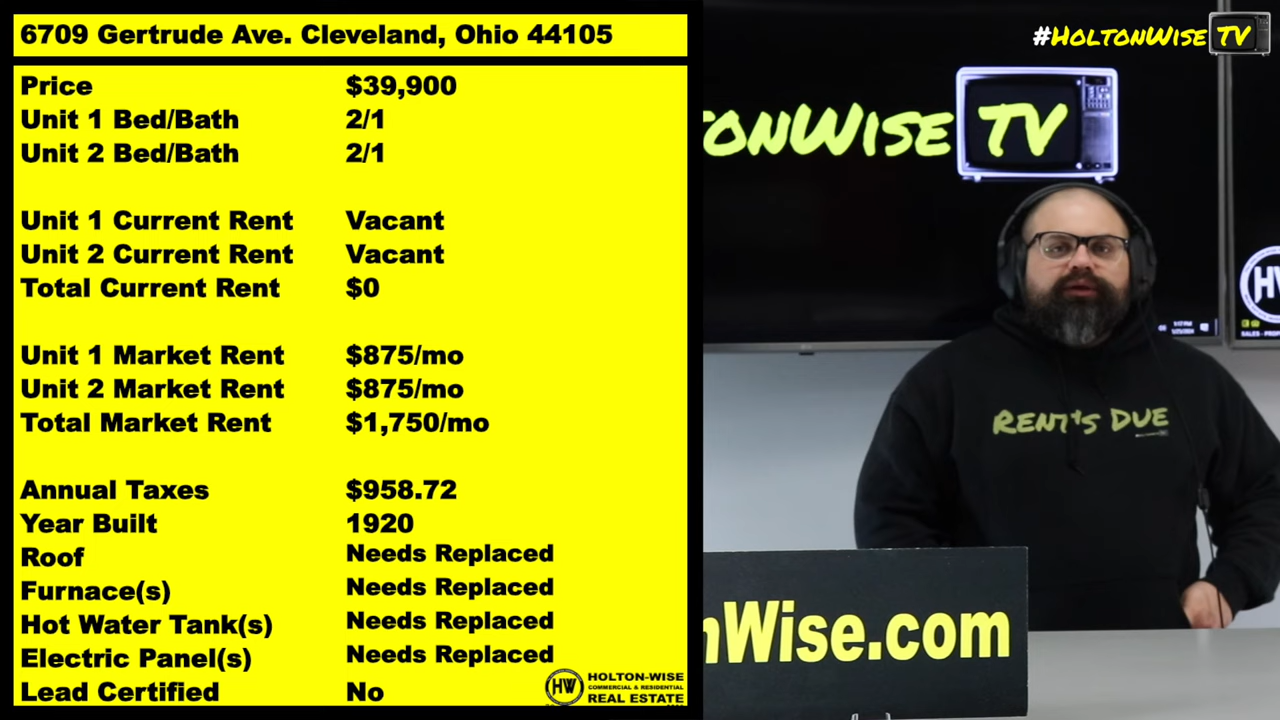 6709 Gertrude Ave. Cleveland, Ohio 44105
Price $39,900
Unit 1 Bed/Bath 2/1
Unit 2 Bed/Bath 2/1
Unit 1 Current Rent Vacant
Unit 2 Current Rent Vacant
Total Current Rent $0
Unit 1 Market Rent $875/mo
Unit 2 Market Rent $875/mo
Total Market Rent $1,750/mo
Annual Taxes $958.72
Year Built 1920
Roof Needs Replaced
Furnace(s) Needs Replaced
Hot Water Tank(s) Needs Replaced
Electric Panel(s) Needs Replaced
Lead Certified No
HW
HOLTON-WISE
COMMERCIAL & RESIDENTIAL
REAL ESTATE
#HOLTONWISE TV
TONWISE TV
HW
SALES - PROP
RENT'S DUE
nWise.com